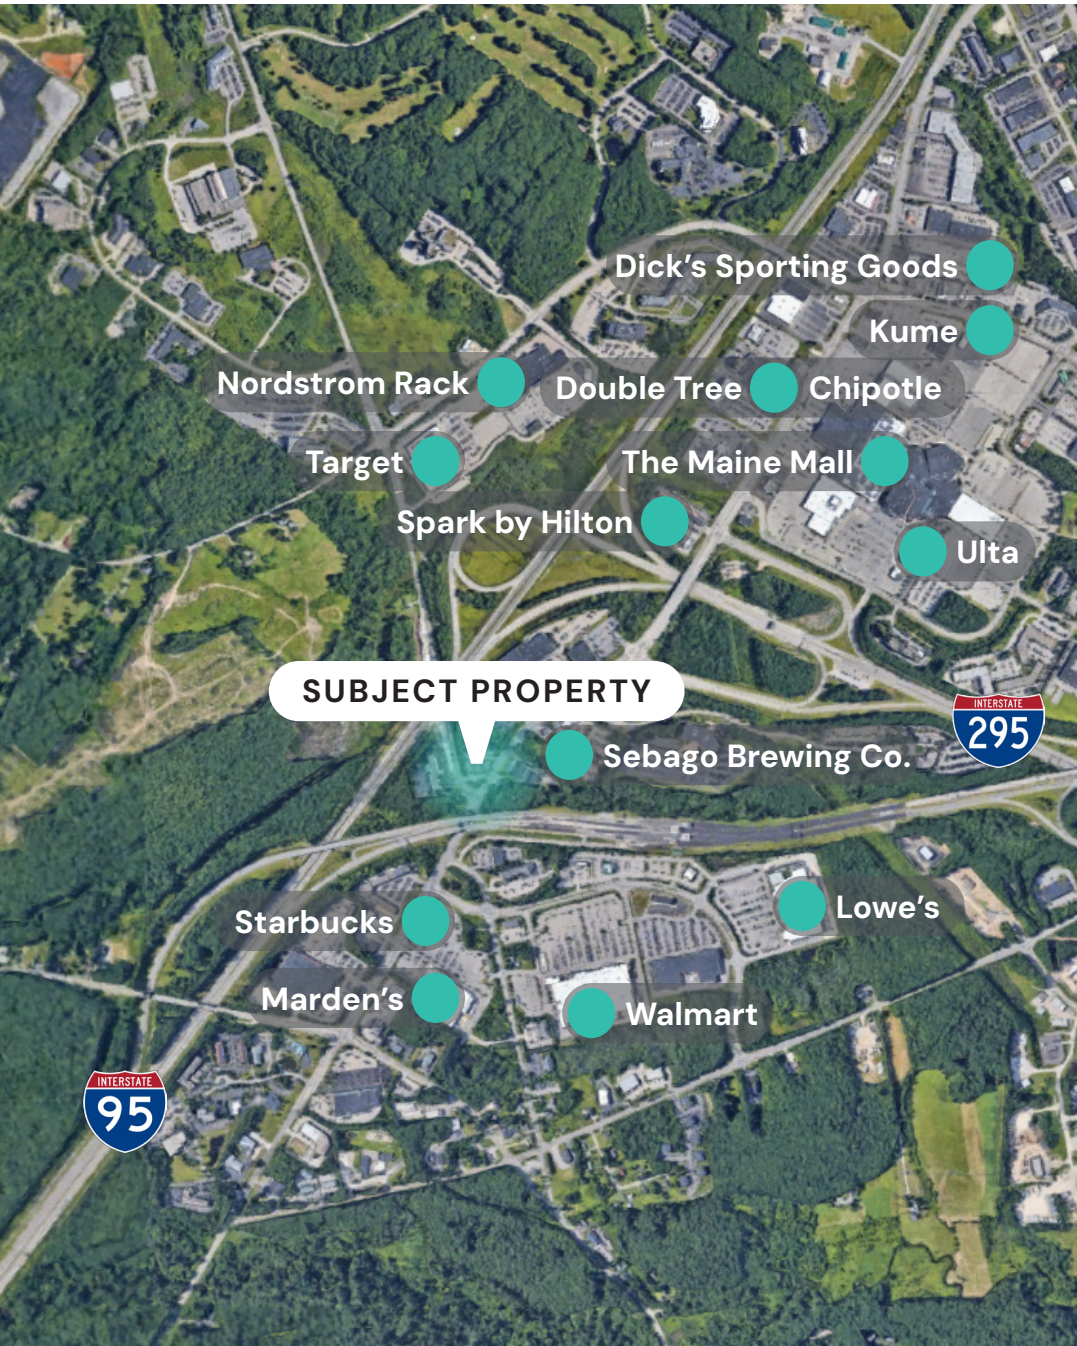 Dick’s Sporting Goods
Kume
Nordstrom Rack
Double Tree
Chipotle
Target
The Maine Mall
Spark by Hilton
Ulta
SUBJECT PROPERTY
INTERSTATE
295
Sebago Brewing Co.
Starbucks
Lowe’s
Marden’s
Walmart
INTERSTATE
95